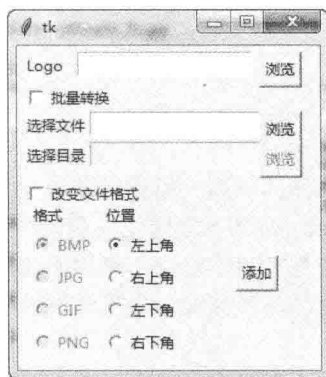 tk
Logo 浏览
批量转换
选择文件 浏览
选择目录 浏览
改变文件格式
格式 位置
BMP 左上角
JPG 右上角
添加
GIF 左下角
PNG 右下角